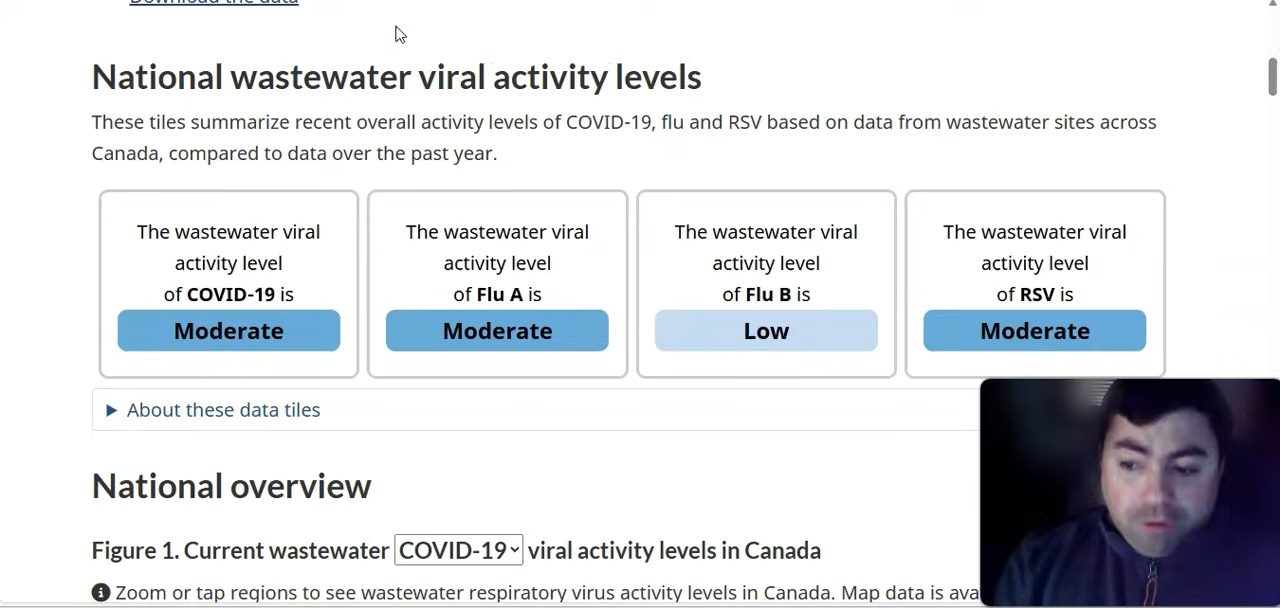 Download the data
National wastewater viral activity levels
These tiles summarize recent overall activity levels of COVID-19, flu and RSV based on data from wastewater sites across
Canada, compared to data over the past year.
The wastewater viral
activity level
of COVID-19 is
Moderate
The wastewater viral
activity level
of Flu A is
Moderate
The wastewater viral
activity level
of Flu B is
Low
The wastewater viral
activity level
of RSV is
Moderate
About these data tiles
National overview
Figure 1. Current wastewater COVID-19 viral activity levels in Canada
Zoom or tap regions to see wastewater respiratory virus activity levels in Canada. Map data is ava